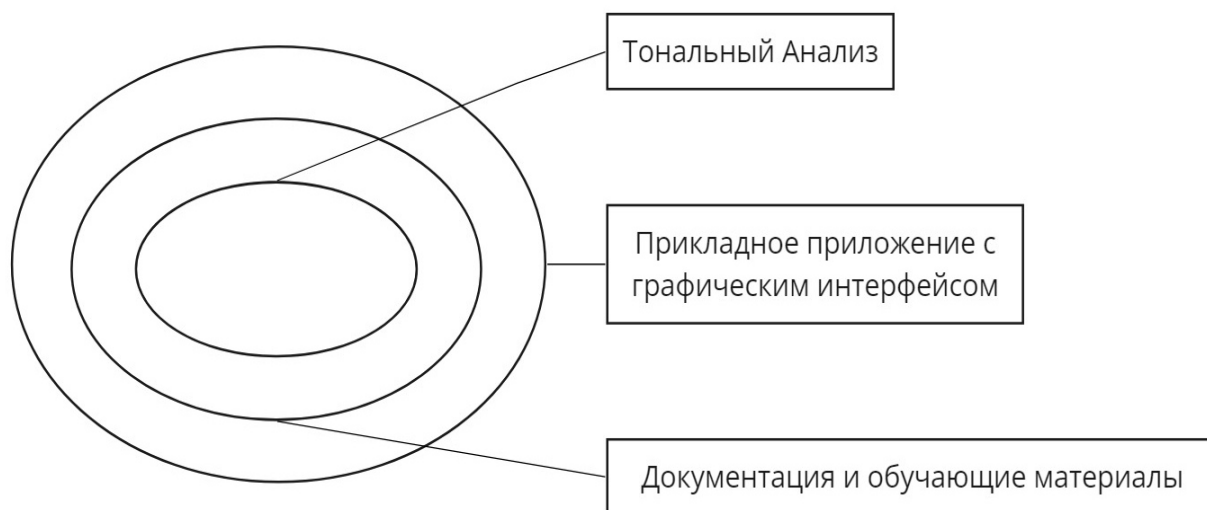 Тональный Анализ
Прикладное приложение с
графическим интерфейсом
Документация и обучающие материалы